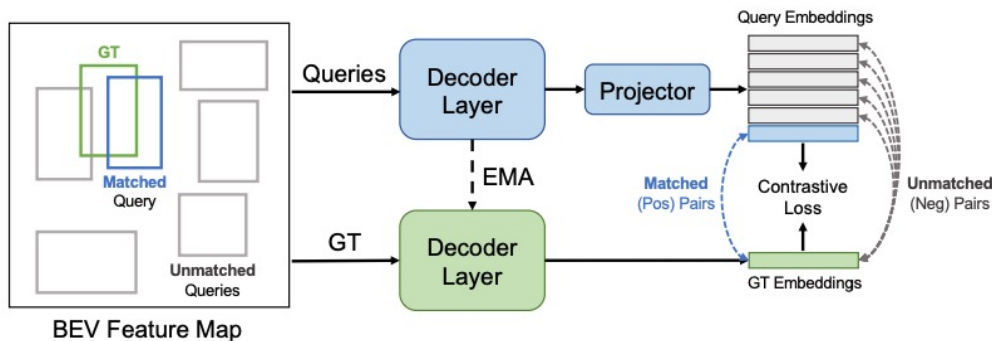 GT
Matched
Query
Unmatched
Queries
BEV Feature Map
Queries
GT
Decoder
Layer
EMA
Decoder
Layer
Projector
Query Embeddings
Matched
(Pos) Pairs
Contrastive
Loss
Unmatched
(Neg) Pairs
GT Embeddings